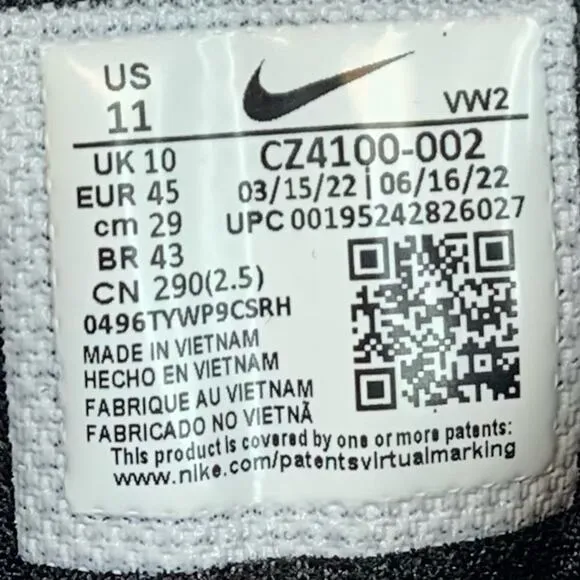 US
11
VW2
UK 10
CZ4100-002
EUR 45
03/15/22 | 06/16/22
cm 29
UPC 00195242826027
BR 43
CN 290(2.5)
0496TYWP9CSRH
MADE IN VIETNAM
HECHO EN VIETNAM
FABRIQUE AU VIETNAM
FABRICADO NO VIETNÃ
This product is covered by one or more patents:
www.nike.com/patentsvirtualmarking